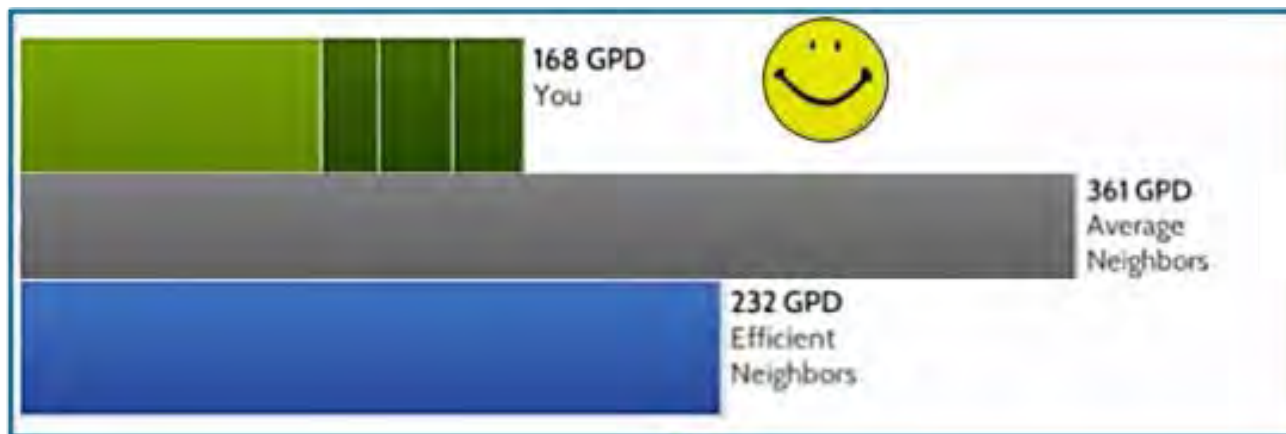 168 GPD
You
361 GPD
Average
Neighbors
232 GPD
Efficient
Neighbors